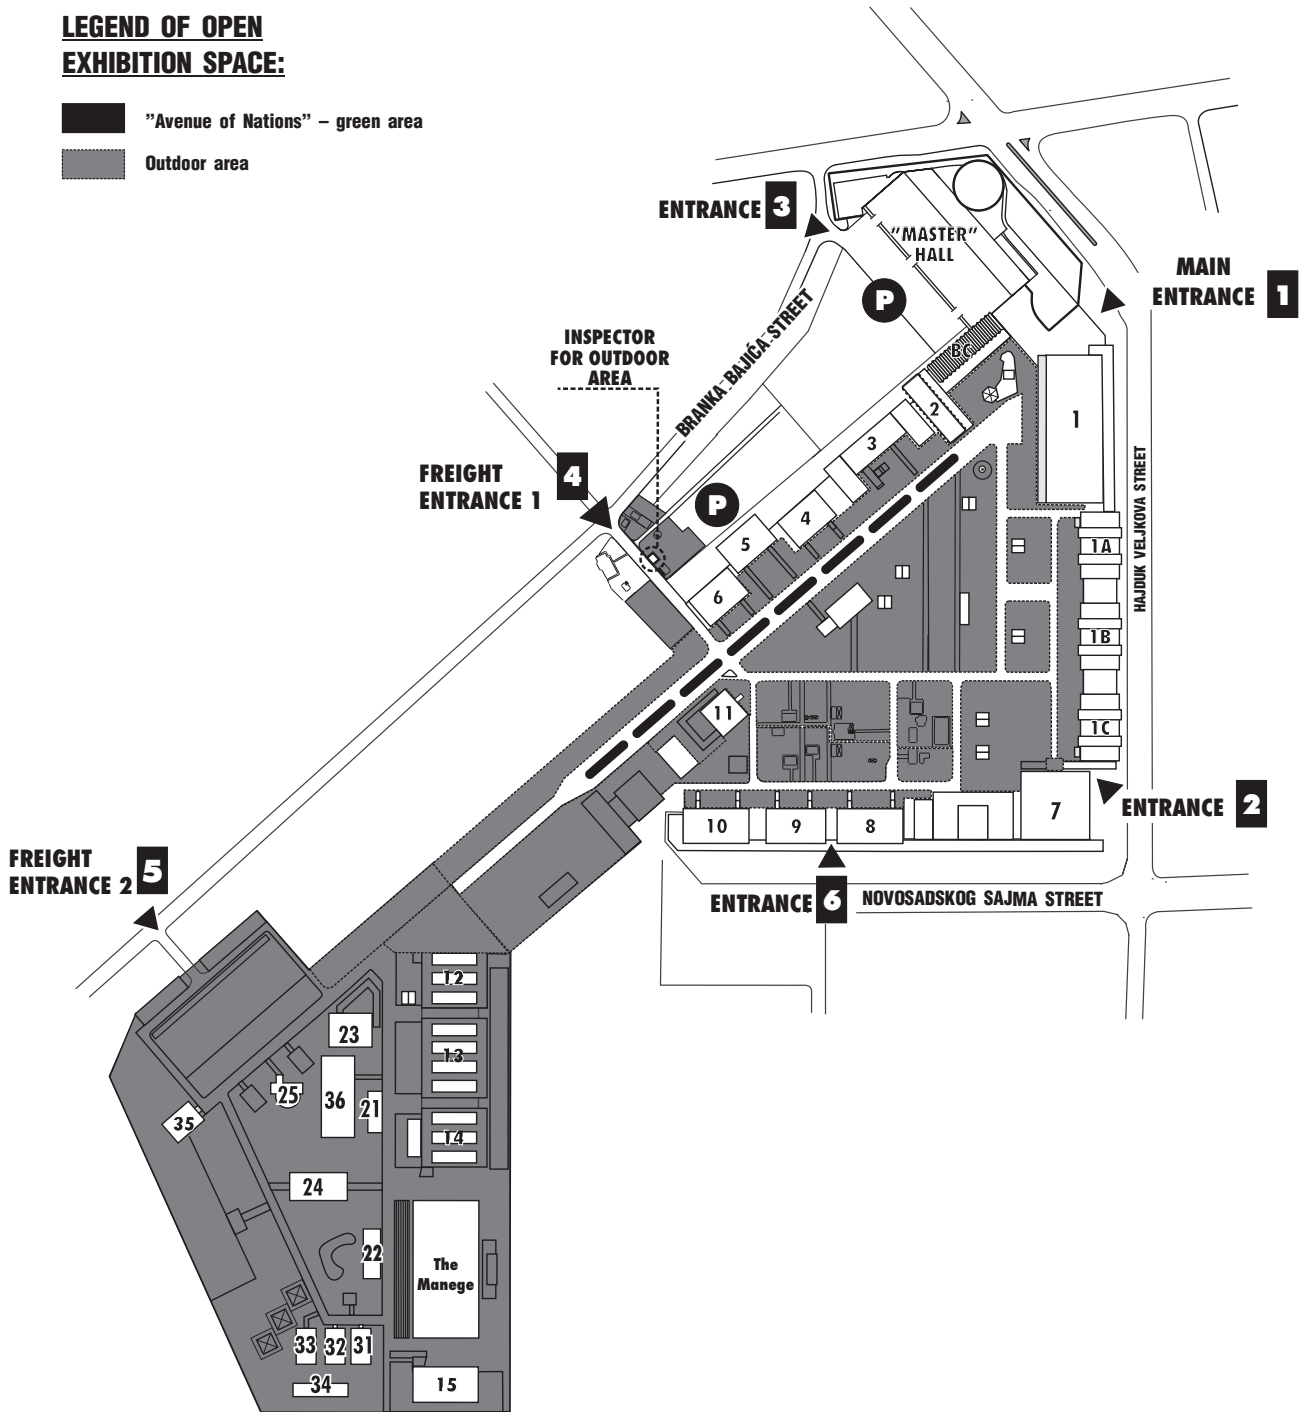 LEGEND OF OPEN
EXHIBITION SPACE:
”Avenue of Nations” – green area
Outdoor area
ENTRANCE 3
”MASTER”
HALL
MAIN
ENTRANCE 1
P
BC
INSPECTOR
FOR OUTDOOR
AREA
BRANKA BAJIĆA STREET
2
1
3
FREIGHT
ENTRANCE 1
4
P
4
5
6
1A
HAJDUK VELJKOVA STREET
1B
11
1C
ENTRANCE 2
7
10
9
8
FREIGHT
ENTRANCE 2
5
ENTRANCE 6
NOVOSADSKOG SAJMA STREET
12
23
13
25
36
21
35
14
24
22
The
Manege
33
32
31
34
15